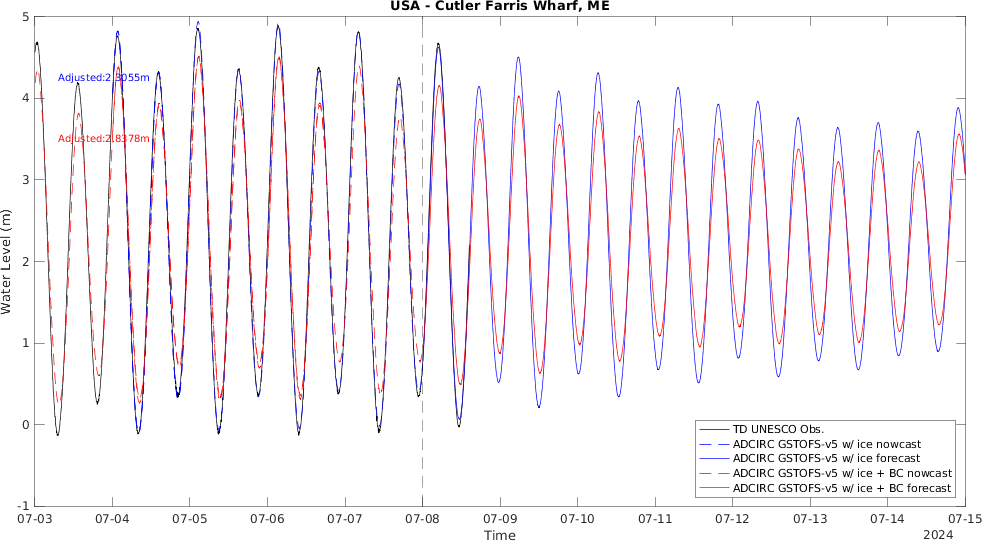 USA - Cutler Farris Wharf, ME
5
4
3
2
1
0
-1
Water Level (m)
Adjusted:2.3055m
Adjusted:2.8378m
TD UNESCO Obs.
ADCIRC GSTOFS-v5 w/ ice nowcast
ADCIRC GSTOFS-v5 w/ ice forecast
ADCIRC GSTOFS-v5 w/ ice + BC nowcast
ADCIRC GSTOFS-v5 w/ ice + BC forecast
07-03 07-04 07-05 07-06 07-07 07-08 07-09 07-10 07-11 07-12 07-13 07-14 07-15
Time
2024